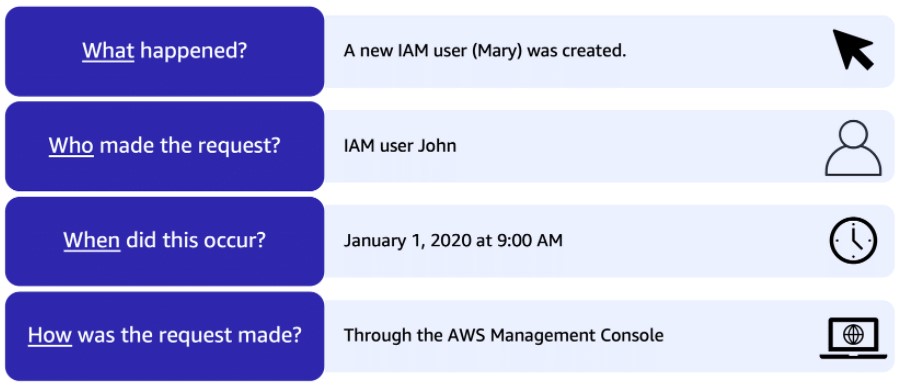 What happened?
A new IAM user (Mary) was created.
Who made the request?
IAM user John
When did this occur?
January 1, 2020 at 9:00 AM
How was the request made?
Through the AWS Management Console